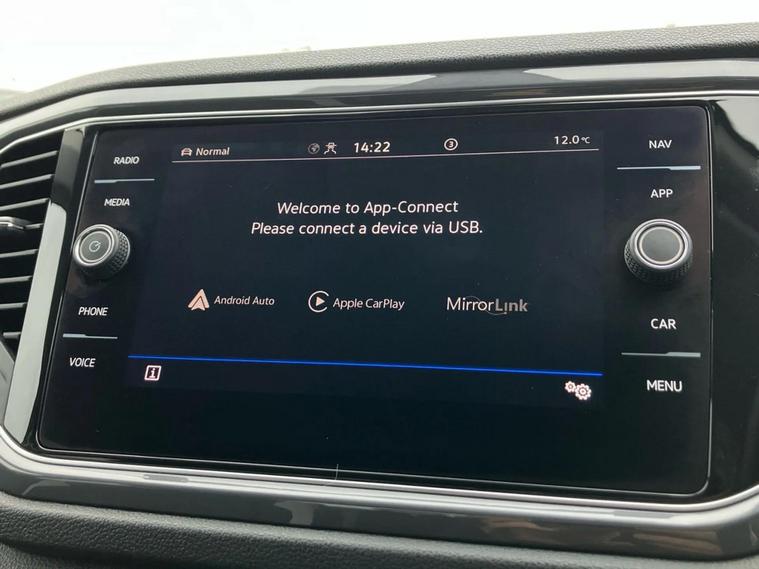 RADIO
MEDIA
PHONE
VOICE
Normal
14:22
3
12.0°C
Welcome to App-Connect
Please connect a device via USB.
Android Auto
Apple CarPlay
MirrorLink
i
NAV
APP
CAR
MENU